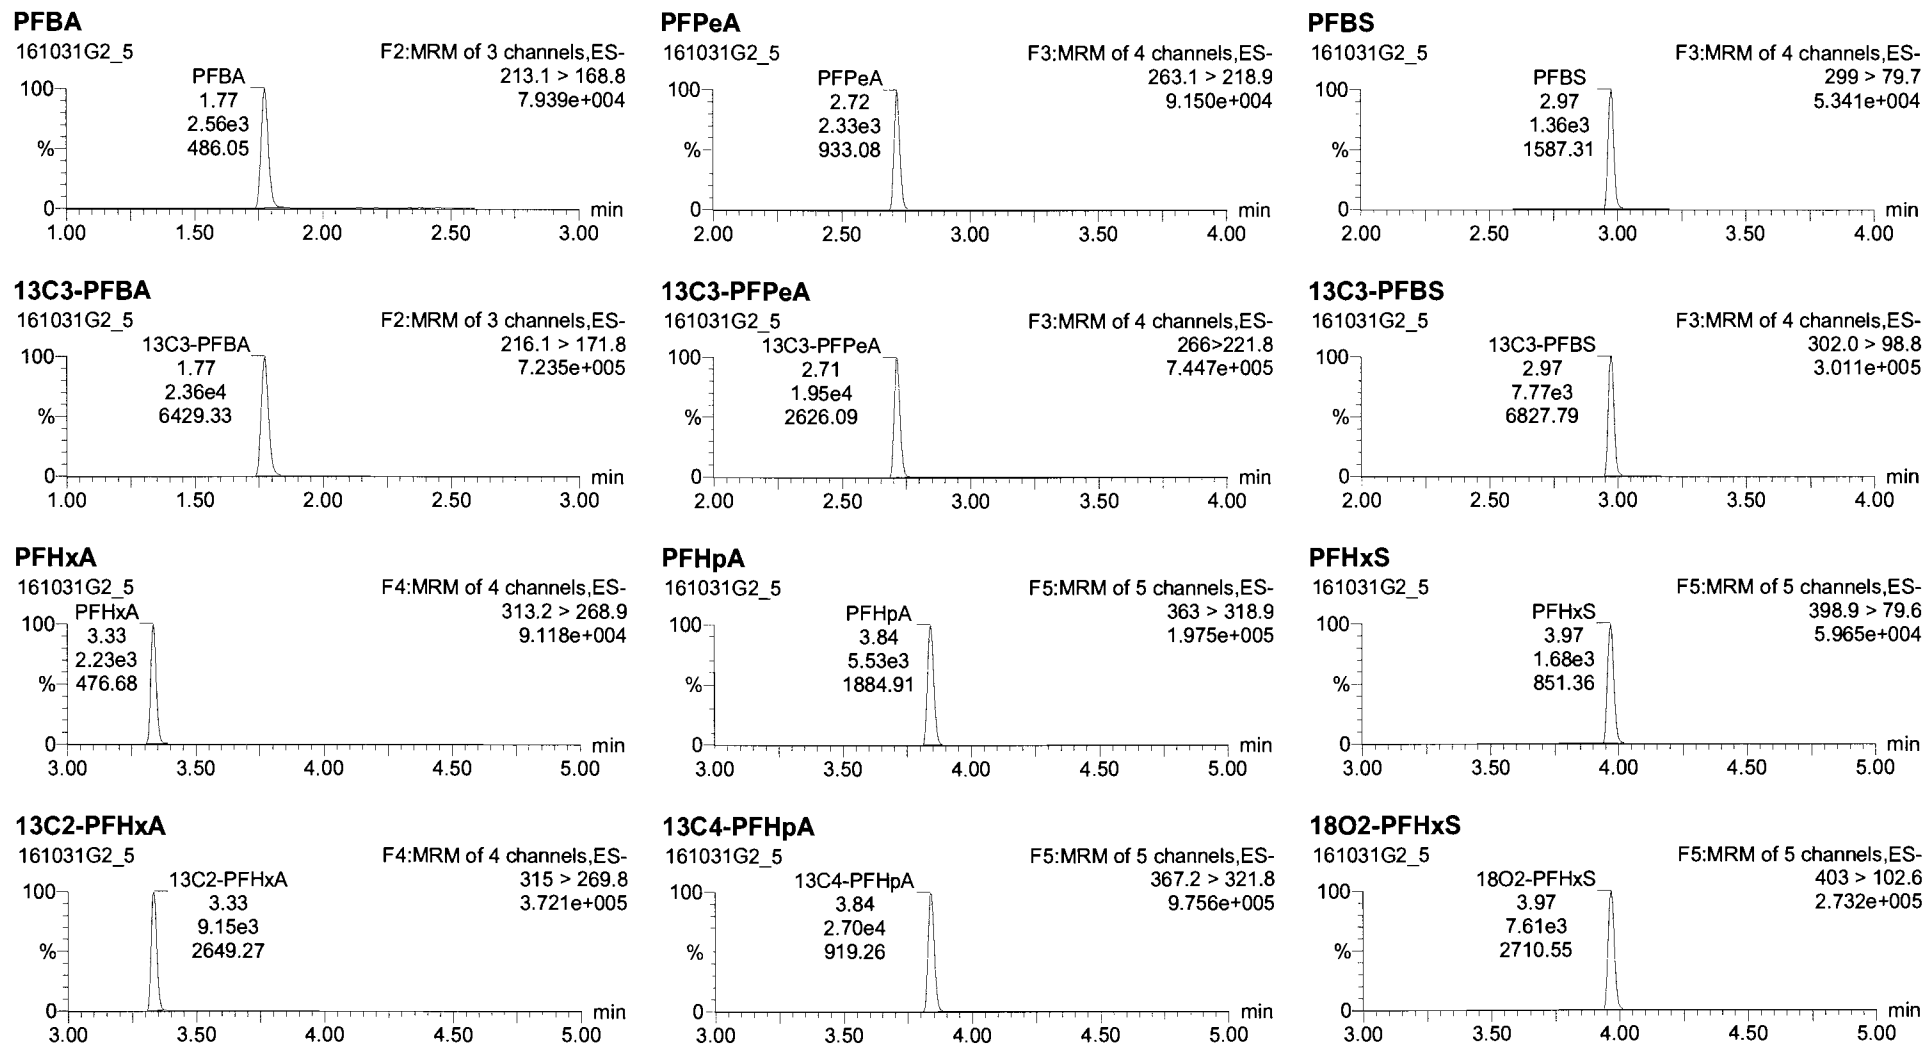 PFBA
161031G2_5
F2:MRM of 3 channels,ES-
213.1 > 168.8
7.939e+004
PFBA
1.77
2.56e3
486.05
100
%
0
min
1.00 1.50 2.00 2.50 3.00
PFPeA
161031G2_5
F3:MRM of 4 channels,ES-
263.1 > 218.9
9.150e+004
PFPeA
2.72
2.33e3
933.08
100
%
0
min
2.00 2.50 3.00 3.50 4.00
PFBS
161031G2_5
F3:MRM of 4 channels,ES-
299 > 79.7
5.341e+004
PFBS
2.97
1.36e3
1587.31
100
%
0
min
2.00 2.50 3.00 3.50 4.00
13C3-PFBA
161031G2_5
F2:MRM of 3 channels,ES-
216.1 > 171.8
7.235e+005
13C3-PFBA
1.77
2.36e4
6429.33
100
%
0
min
1.00 1.50 2.00 2.50 3.00
13C3-PFPeA
161031G2_5
F3:MRM of 4 channels,ES-
266>221.8
7.447e+005
13C3-PFPeA
2.71
1.95e4
2626.09
100
%
0
min
2.00 2.50 3.00 3.50 4.00
13C3-PFBS
161031G2_5
F3:MRM of 4 channels,ES-
302.0 > 98.8
3.011e+005
13C3-PFBS
2.97
7.77e3
6827.79
100
%
0
min
2.00 2.50 3.00 3.50 4.00
PFHxA
161031G2_5
F4:MRM of 4 channels,ES-
313.2 > 268.9
9.118e+004
PFHxA
3.33
2.23e3
476.68
100
%
0
min
3.00 3.50 4.00 4.50 5.00
PFHpA
161031G2_5
F5:MRM of 5 channels,ES-
363 > 318.9
1.975e+005
PFHpA
3.84
5.53e3
1884.91
100
%
0
min
3.00 3.50 4.00 4.50 5.00
PFHxS
161031G2_5
F5:MRM of 5 channels,ES-
398.9 > 79.6
5.965e+004
PFHxS
3.97
1.68e3
851.36
100
%
0
min
3.00 3.50 4.00 4.50 5.00
13C2-PFHxA
161031G2_5
F4:MRM of 4 channels,ES-
315 > 269.8
3.721e+005
13C2-PFHxA
3.33
9.15e3
2649.27
100
%
0
min
3.00 3.50 4.00 4.50 5.00
13C4-PFHpA
161031G2_5
F5:MRM of 5 channels,ES-
367.2 > 321.8
9.756e+005
13C4-PFHpA
3.84
2.70e4
919.26
100
%
0
min
3.00 3.50 4.00 4.50 5.00
18O2-PFHxS
161031G2_5
F5:MRM of 5 channels,ES-
403 > 102.6
2.732e+005
18O2-PFHxS
3.97
7.61e3
2710.55
100
%
0
min
3.00 3.50 4.00 4.50 5.00